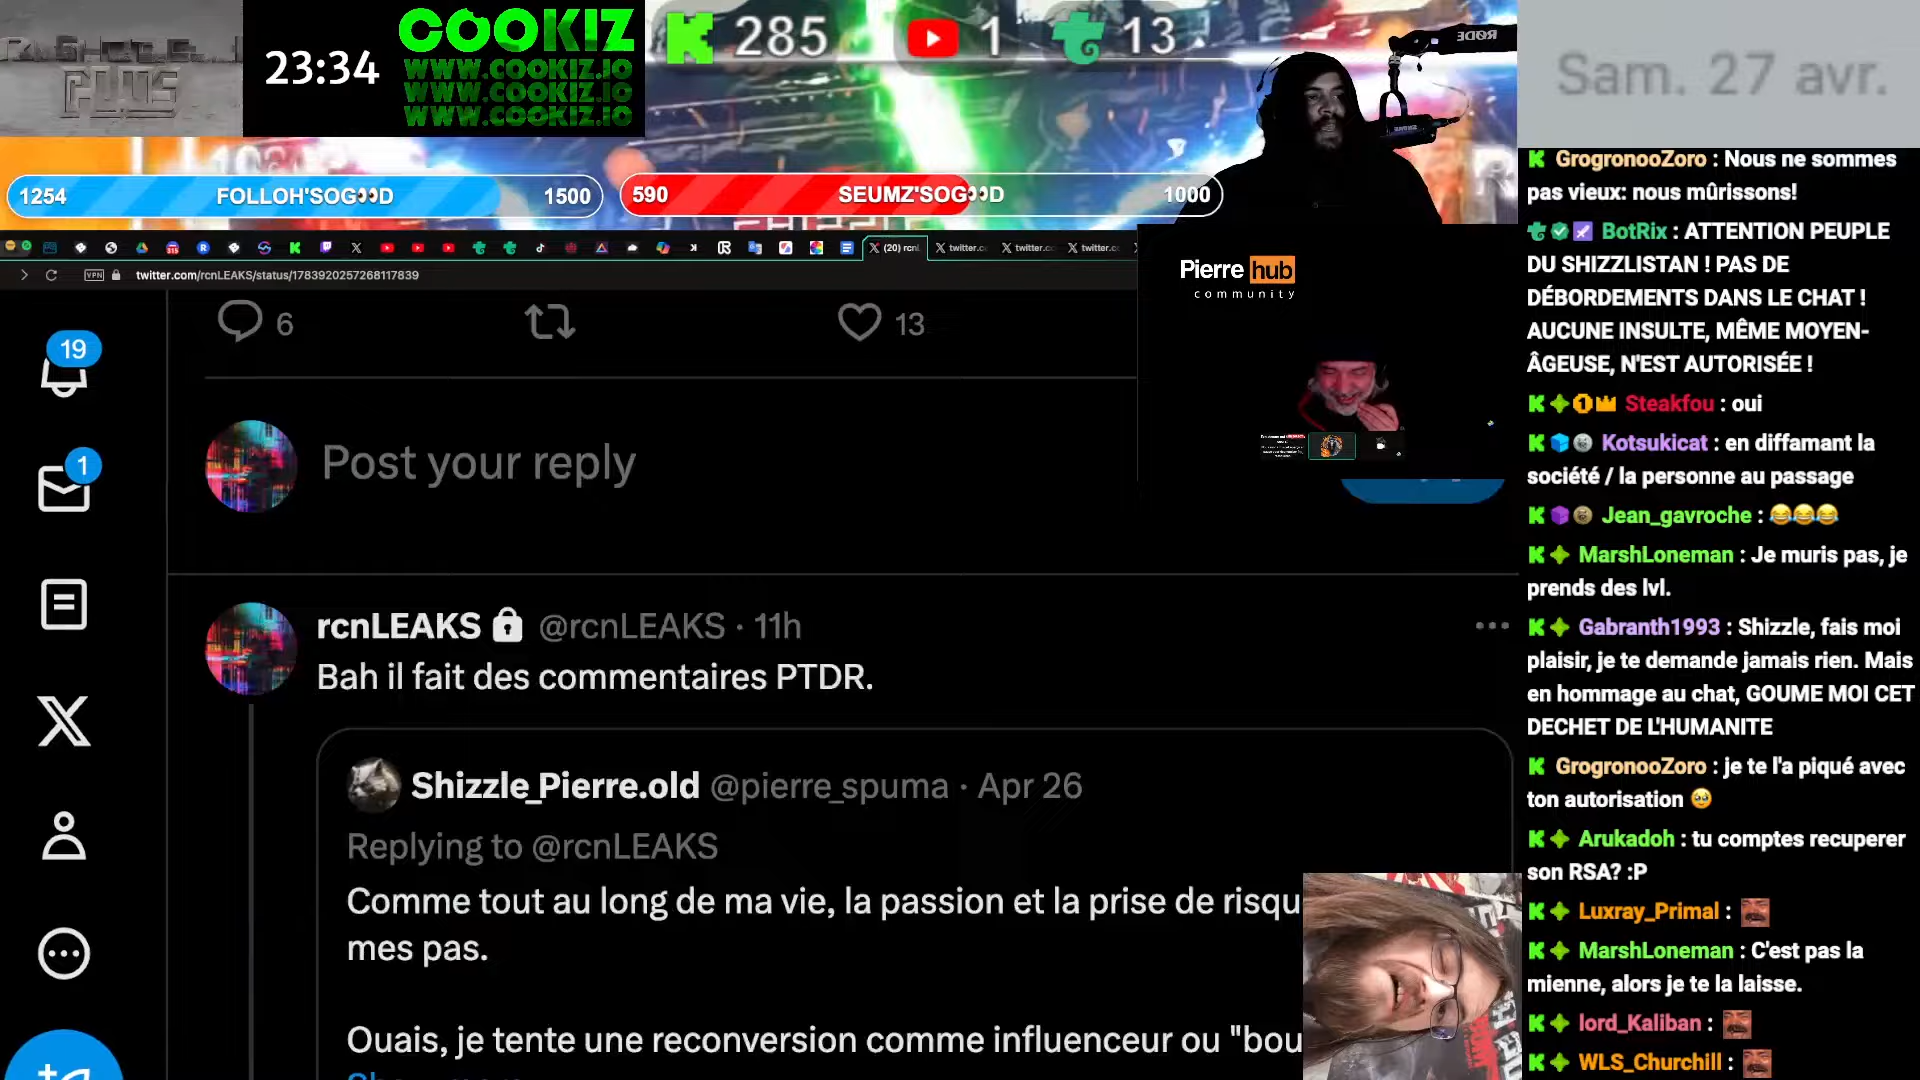 PLUS
23:34
COOKIZ
WWW.COOKIZ.IO
WWW.COOKIZ.IO
WWW.COOKIZ.IO
285
1
13
RØDE
Sam. 27 avr.
1254 FOLLOH'SOG👀D 1500
590 SEUMZ'SOG👀D 1000
(20) rcnL
twitter.c
twitter.c
twitter.c
VPN
twitter.com/rcnLEAKS/status/1783920257268117839
Pierre hub
community
19
1
6
13
Post your reply
rcnLEAKS 🔒 @rcnLEAKS · 11h
Bah il fait des commentaires PTDR.
Shizzle_Pierre.old @pierre_spuma · Apr 26
Replying to @rcnLEAKS
Comme tout au long de ma vie, la passion et la prise de risqu
mes pas.
Ouais, je tente une reconversion comme influenceur ou "bou
GrogronooZoro : Nous ne sommes
pas vieux: nous mûrissons!
BotRix : ATTENTION PEUPLE
DU SHIZZLISTAN ! PAS DE
DÉBORDEMENTS DANS LE CHAT !
AUCUNE INSULTE, MÊME MOYEN-
ÂGEUSE, N'EST AUTORISÉE !
Steakfou : oui
Kotsukicat : en diffamant la
société / la personne au passage
Jean_gavroche : 😂😂😂
MarshLoneman : Je muris pas, je
prends des lvl.
Gabranth1993 : Shizzle, fais moi
plaisir, je te demande jamais rien. Mais
en hommage au chat, GOUME MOI CET
DECHET DE L'HUMANITE
GrogronooZoro : je te l'a piqué avec
ton autorisation 🥹
Arukadoh : tu comptes recuperer
son RSA? :P
Luxray_Primal :
MarshLoneman : C'est pas la
mienne, alors je te la laisse.
lord_Kaliban :
WLS_Churchill :